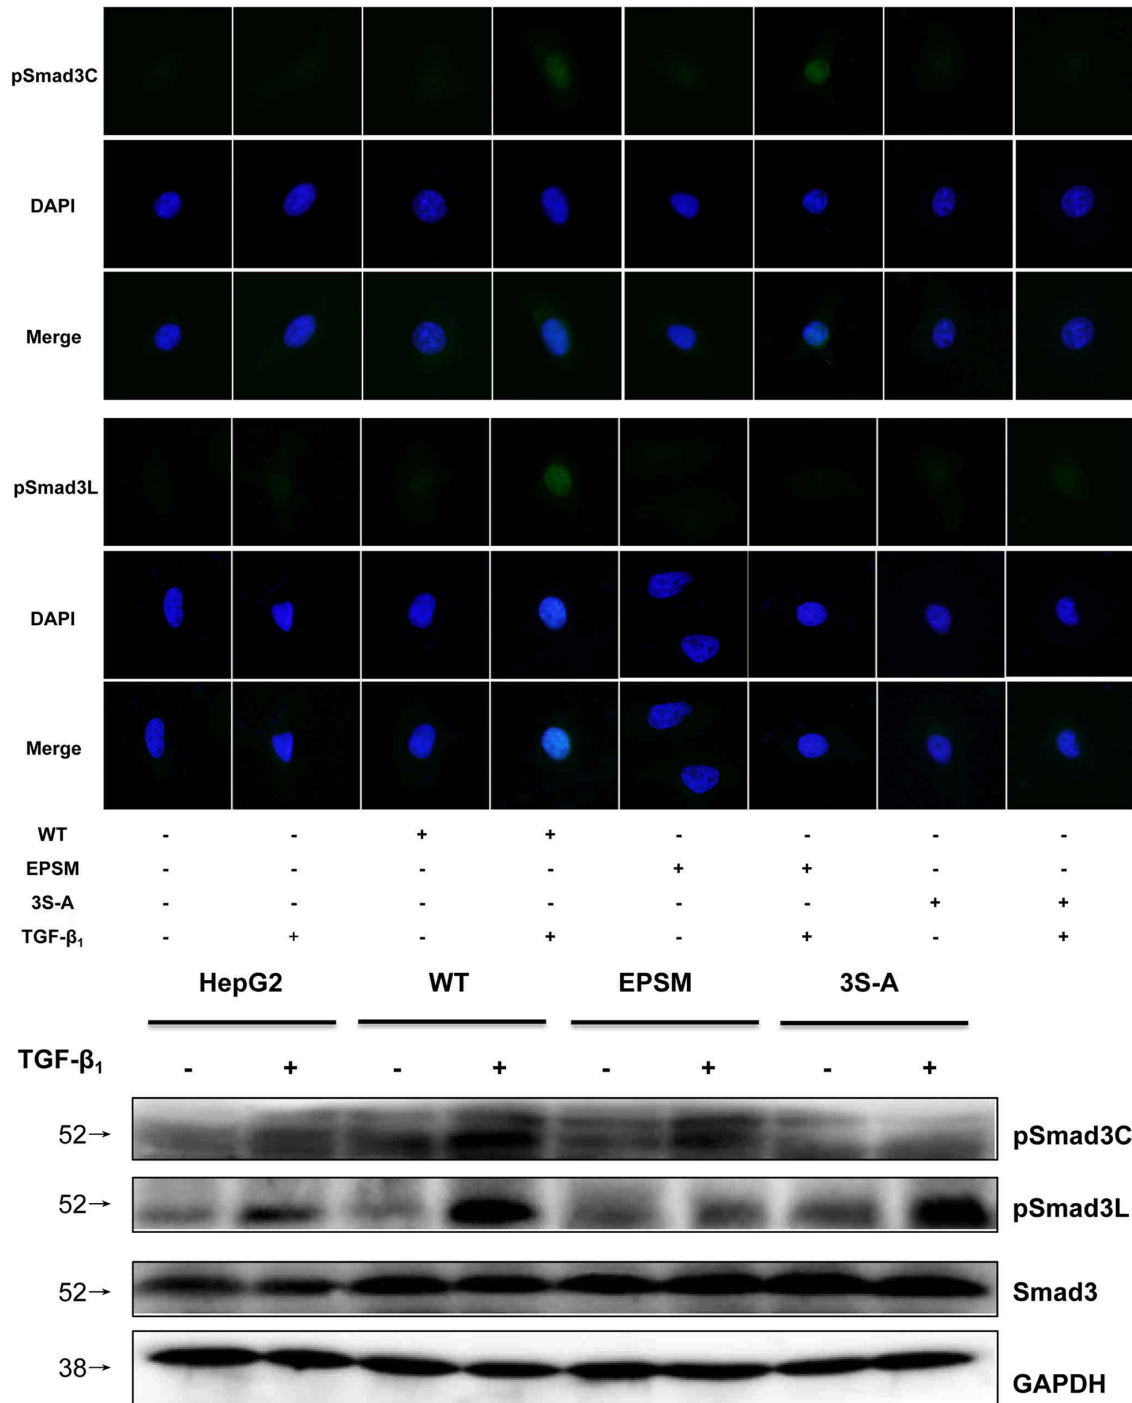 pSmad3C
DAPI
Merge
pSmad3L
DAPI
Merge
WT - - + + - - - -
EPSM - - - - + + - -
3S-A - - - - - - + +
TGF-β₁ - + - + - + - +
HepG2 WT EPSM 3S-A
TGF-β₁ - + - + - + - +
52→ pSmad3C
52→ pSmad3L
52→ Smad3
38→ GAPDH